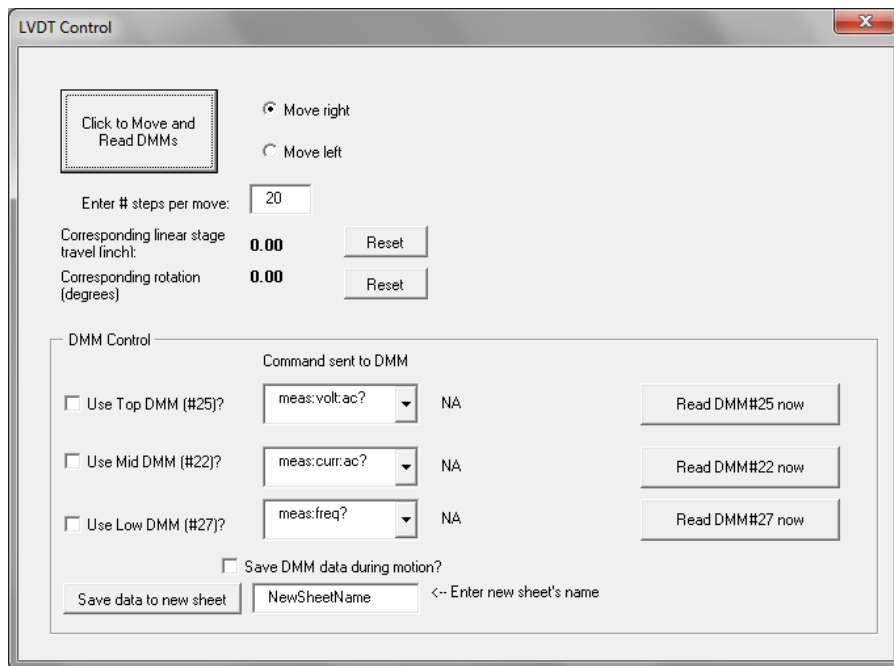 LVDT Control
Click to Move and
Read DMMs
Move right
Move left
Enter # steps per move: 20
Corresponding linear stage
travel (inch): 0.00 Reset
Corresponding rotation
(degrees) 0.00 Reset
DMM Control
Command sent to DMM
Use Top DMM (#25)? meas:volt:ac? NA Read DMM#25 now
Use Mid DMM (#22)? meas:curr:ac? NA Read DMM#22 now
Use Low DMM (#27)? meas:freq? NA Read DMM#27 now
Save DMM data during motion?
Save data to new sheet NewSheetName <-- Enter new sheet's name